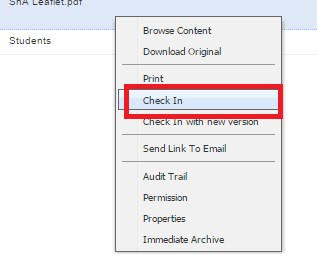 SnA Leaflet.pdf
Browse Content
Students
Download Original
Print
Check In
Check In with new version
Send Link To Email
Audit Trail
Permission
Properties
Immediate Archive